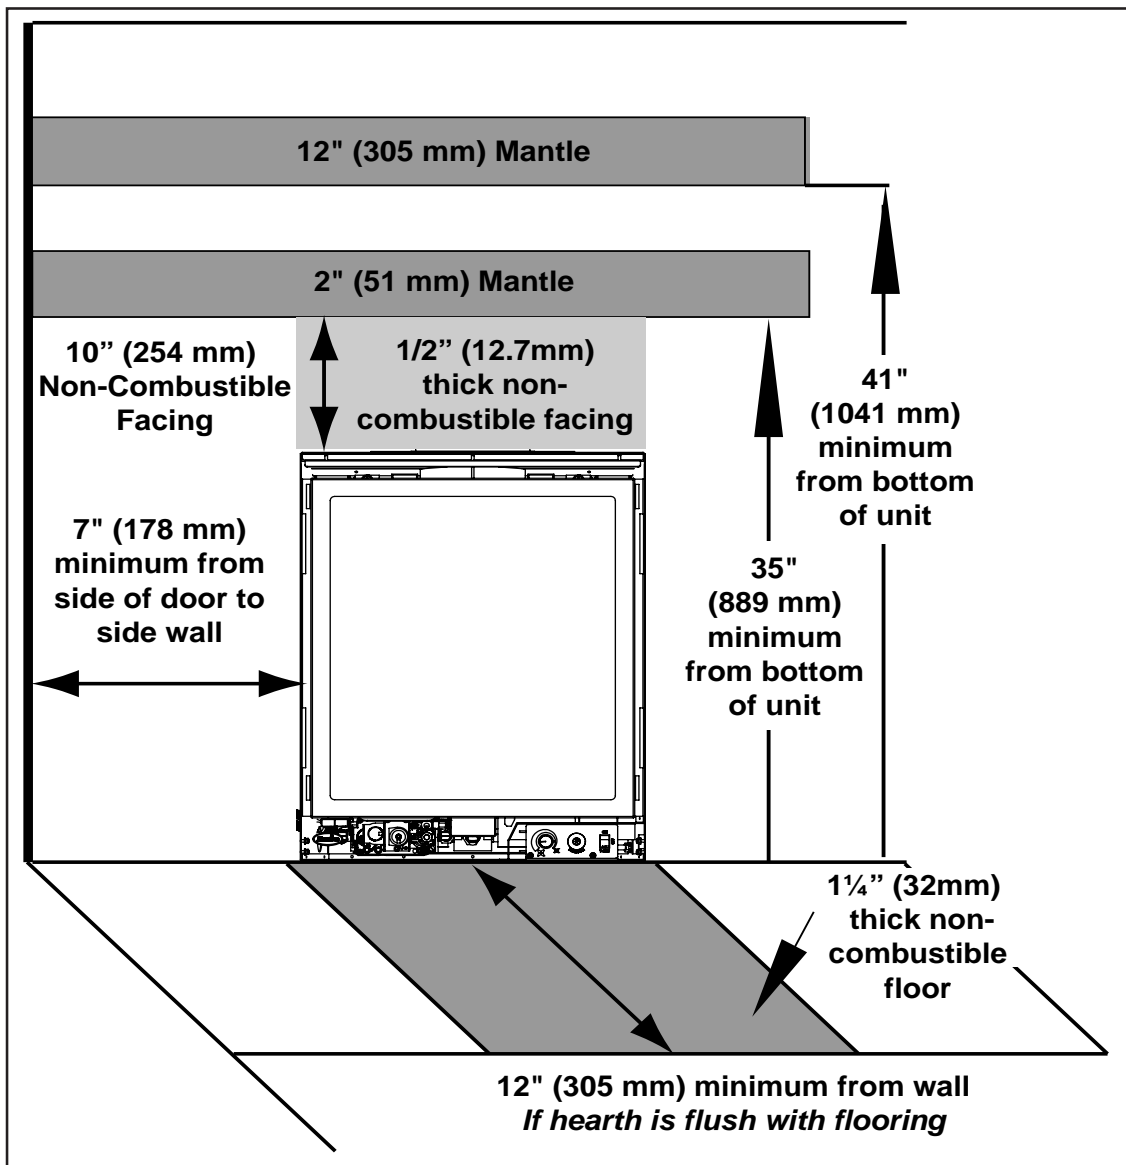 12" (305 mm) Mantle
2" (51 mm) Mantle
10” (254 mm)
Non-Combustible
Facing
1/2” (12.7mm)
thick non-
combustible facing
41"
(1041 mm)
minimum
from bottom
of unit
7" (178 mm)
minimum from
side of door to
side wall
35"
(889 mm)
minimum
from bottom
of unit
1¼” (32mm)
thick non-
combustible
floor
12" (305 mm) minimum from wall
If hearth is flush with flooring